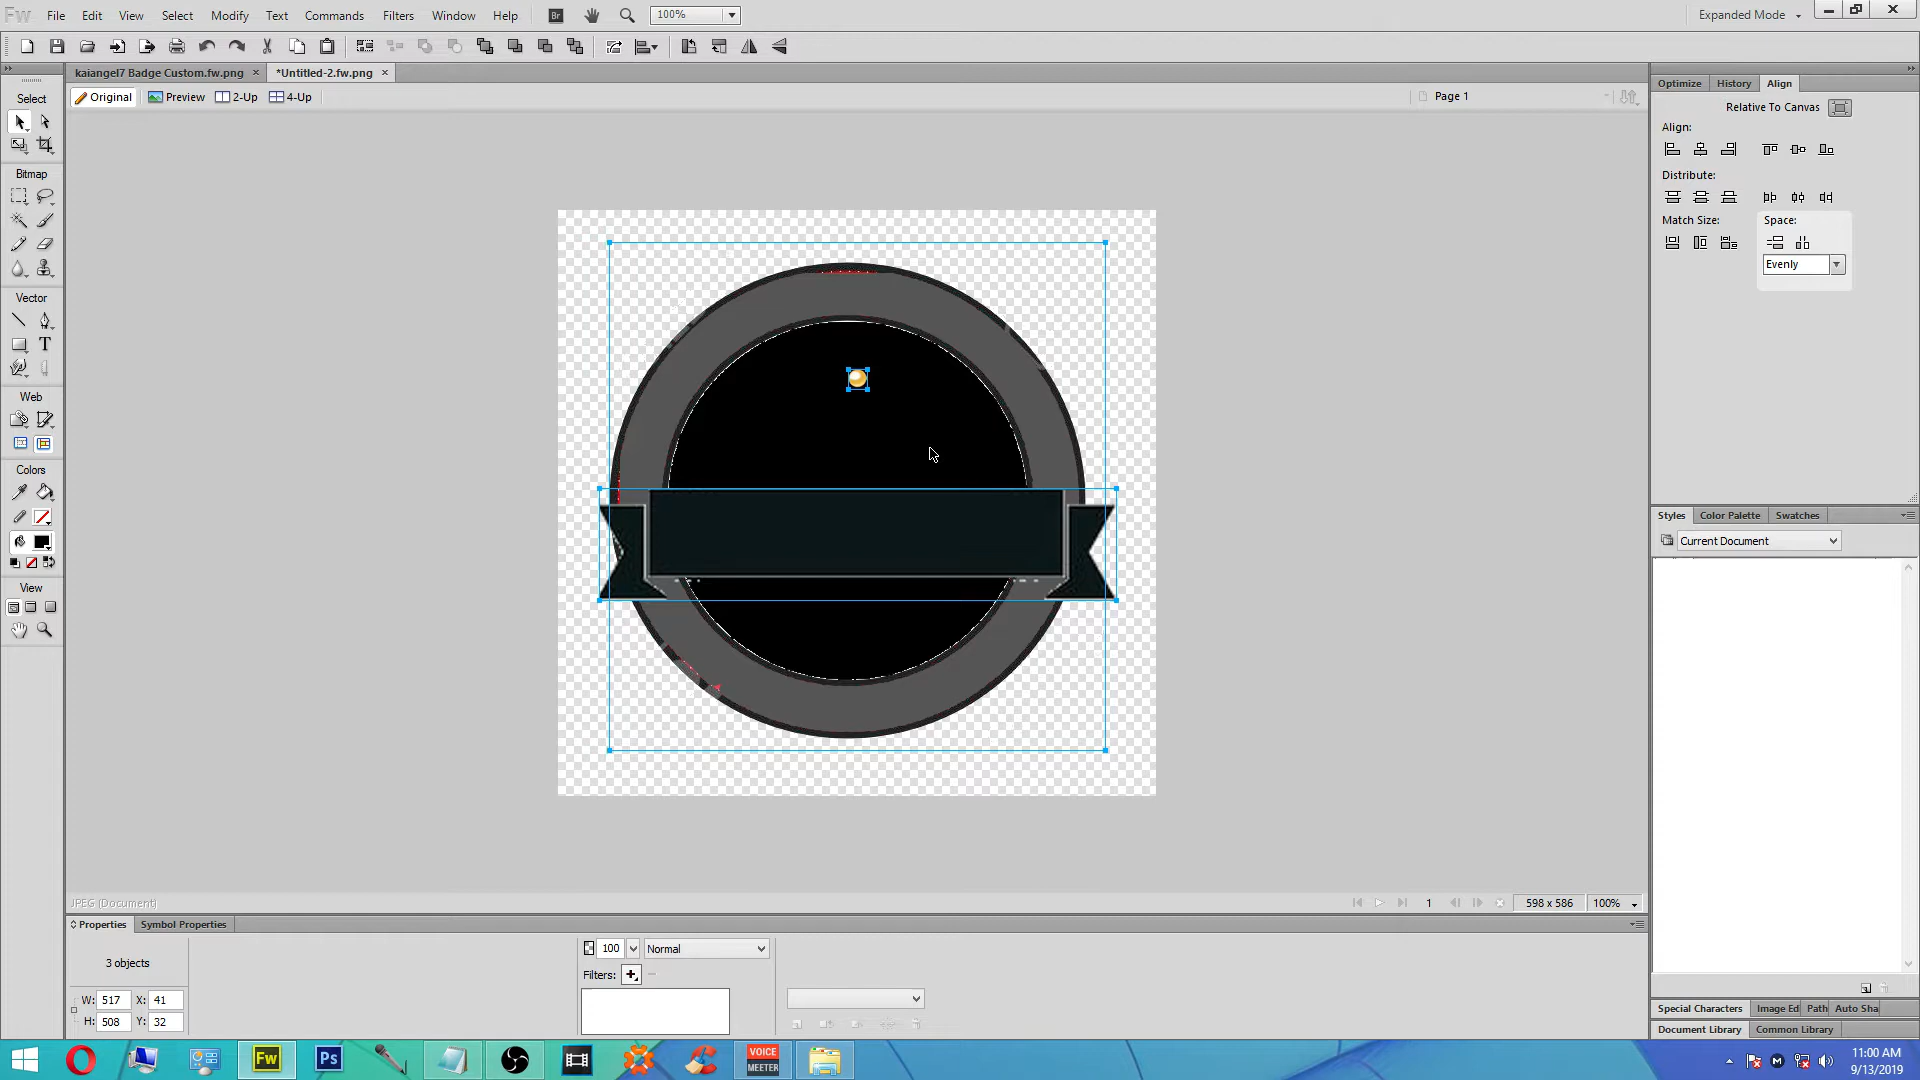 Fw File Edit View Select Modify Text Commands Filters Window Help Br 100% Expanded Mode
kaiangel7 Badge Custom.fw.png × *Untitled-2.fw.png ×
Original Preview 2-Up 4-Up Page 1
Select
Bitmap
Vector
T
Web
Colors
View
Optimize History Align
Relative To Canvas
Align:
Distribute:
Match Size: Space:
Evenly
Styles Color Palette Swatches
Current Document
JPEG (Document) 1 598 x 586 100%
Properties Symbol Properties
3 objects
100 Normal
Filters:
W: 517 X: 41
H: 508 Y: 32
Special Characters Image Ed Path Auto Sha
Document Library Common Library
Fw Ps VOICE MEETER
11:00 AM
9/13/2019